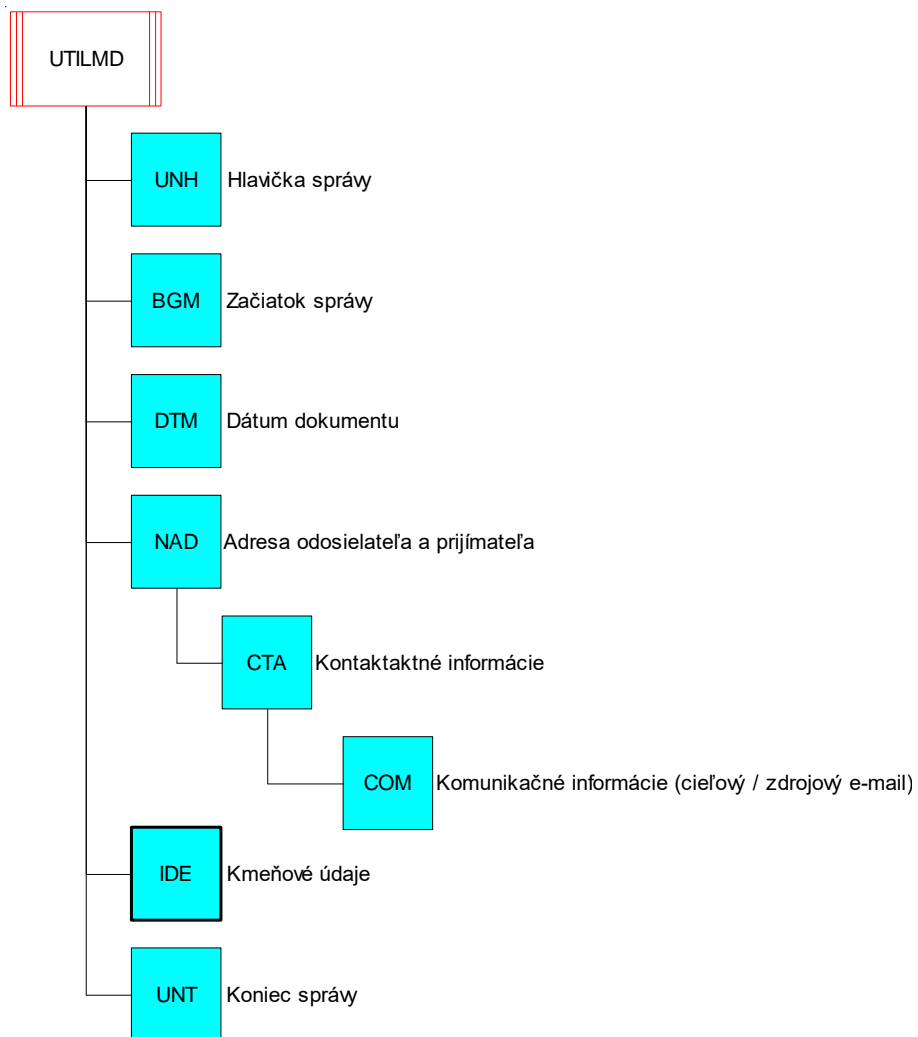 UTILMD
UNH Hlavička správy
BGM Začiatok správy
DTM Dátum dokumentu
NAD Adresa odosielateľa a prijímateľa
CTA Kontaktaktné informácie
COM Komunikačné informácie (cieľový / zdrojový e-mail)
IDE Kmeňové údaje
UNT Koniec správy